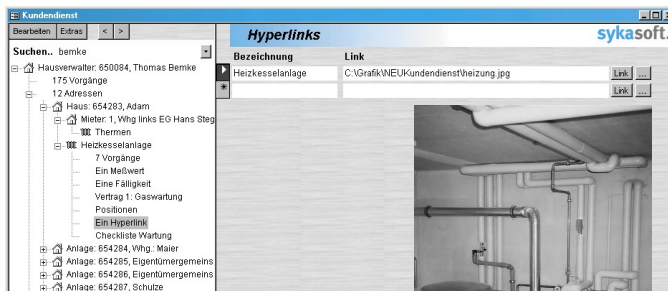 Kundendienst
Bearbeiten Extras < >
Suchen.. bemke
Hausverwalter: 650084, Thomas Bemke
175 Vorgänge
12 Adressen
Haus: 654283, Adam
Mieter: 1, Whg links EG Hans Steg
Thermen
Heizkesselanlage
7 Vorgänge
Ein Meßwert
Eine Fälligkeit
Vertrag 1: Gaswartung
Positionen
Ein Hyperlink
Checkliste Wartung
Anlage: 654284, Whg.: Maier
Anlage: 654285, Eigentümergemeins
Anlage: 654286, Eigentümergemeins
Anlage: 654287, Schulze
Hyperlinks
sykasoft.
Bezeichnung Link
Heizkesselanlage C:\Grafik\NEUKundendienst\heizung.jpg Link ...
Link ...